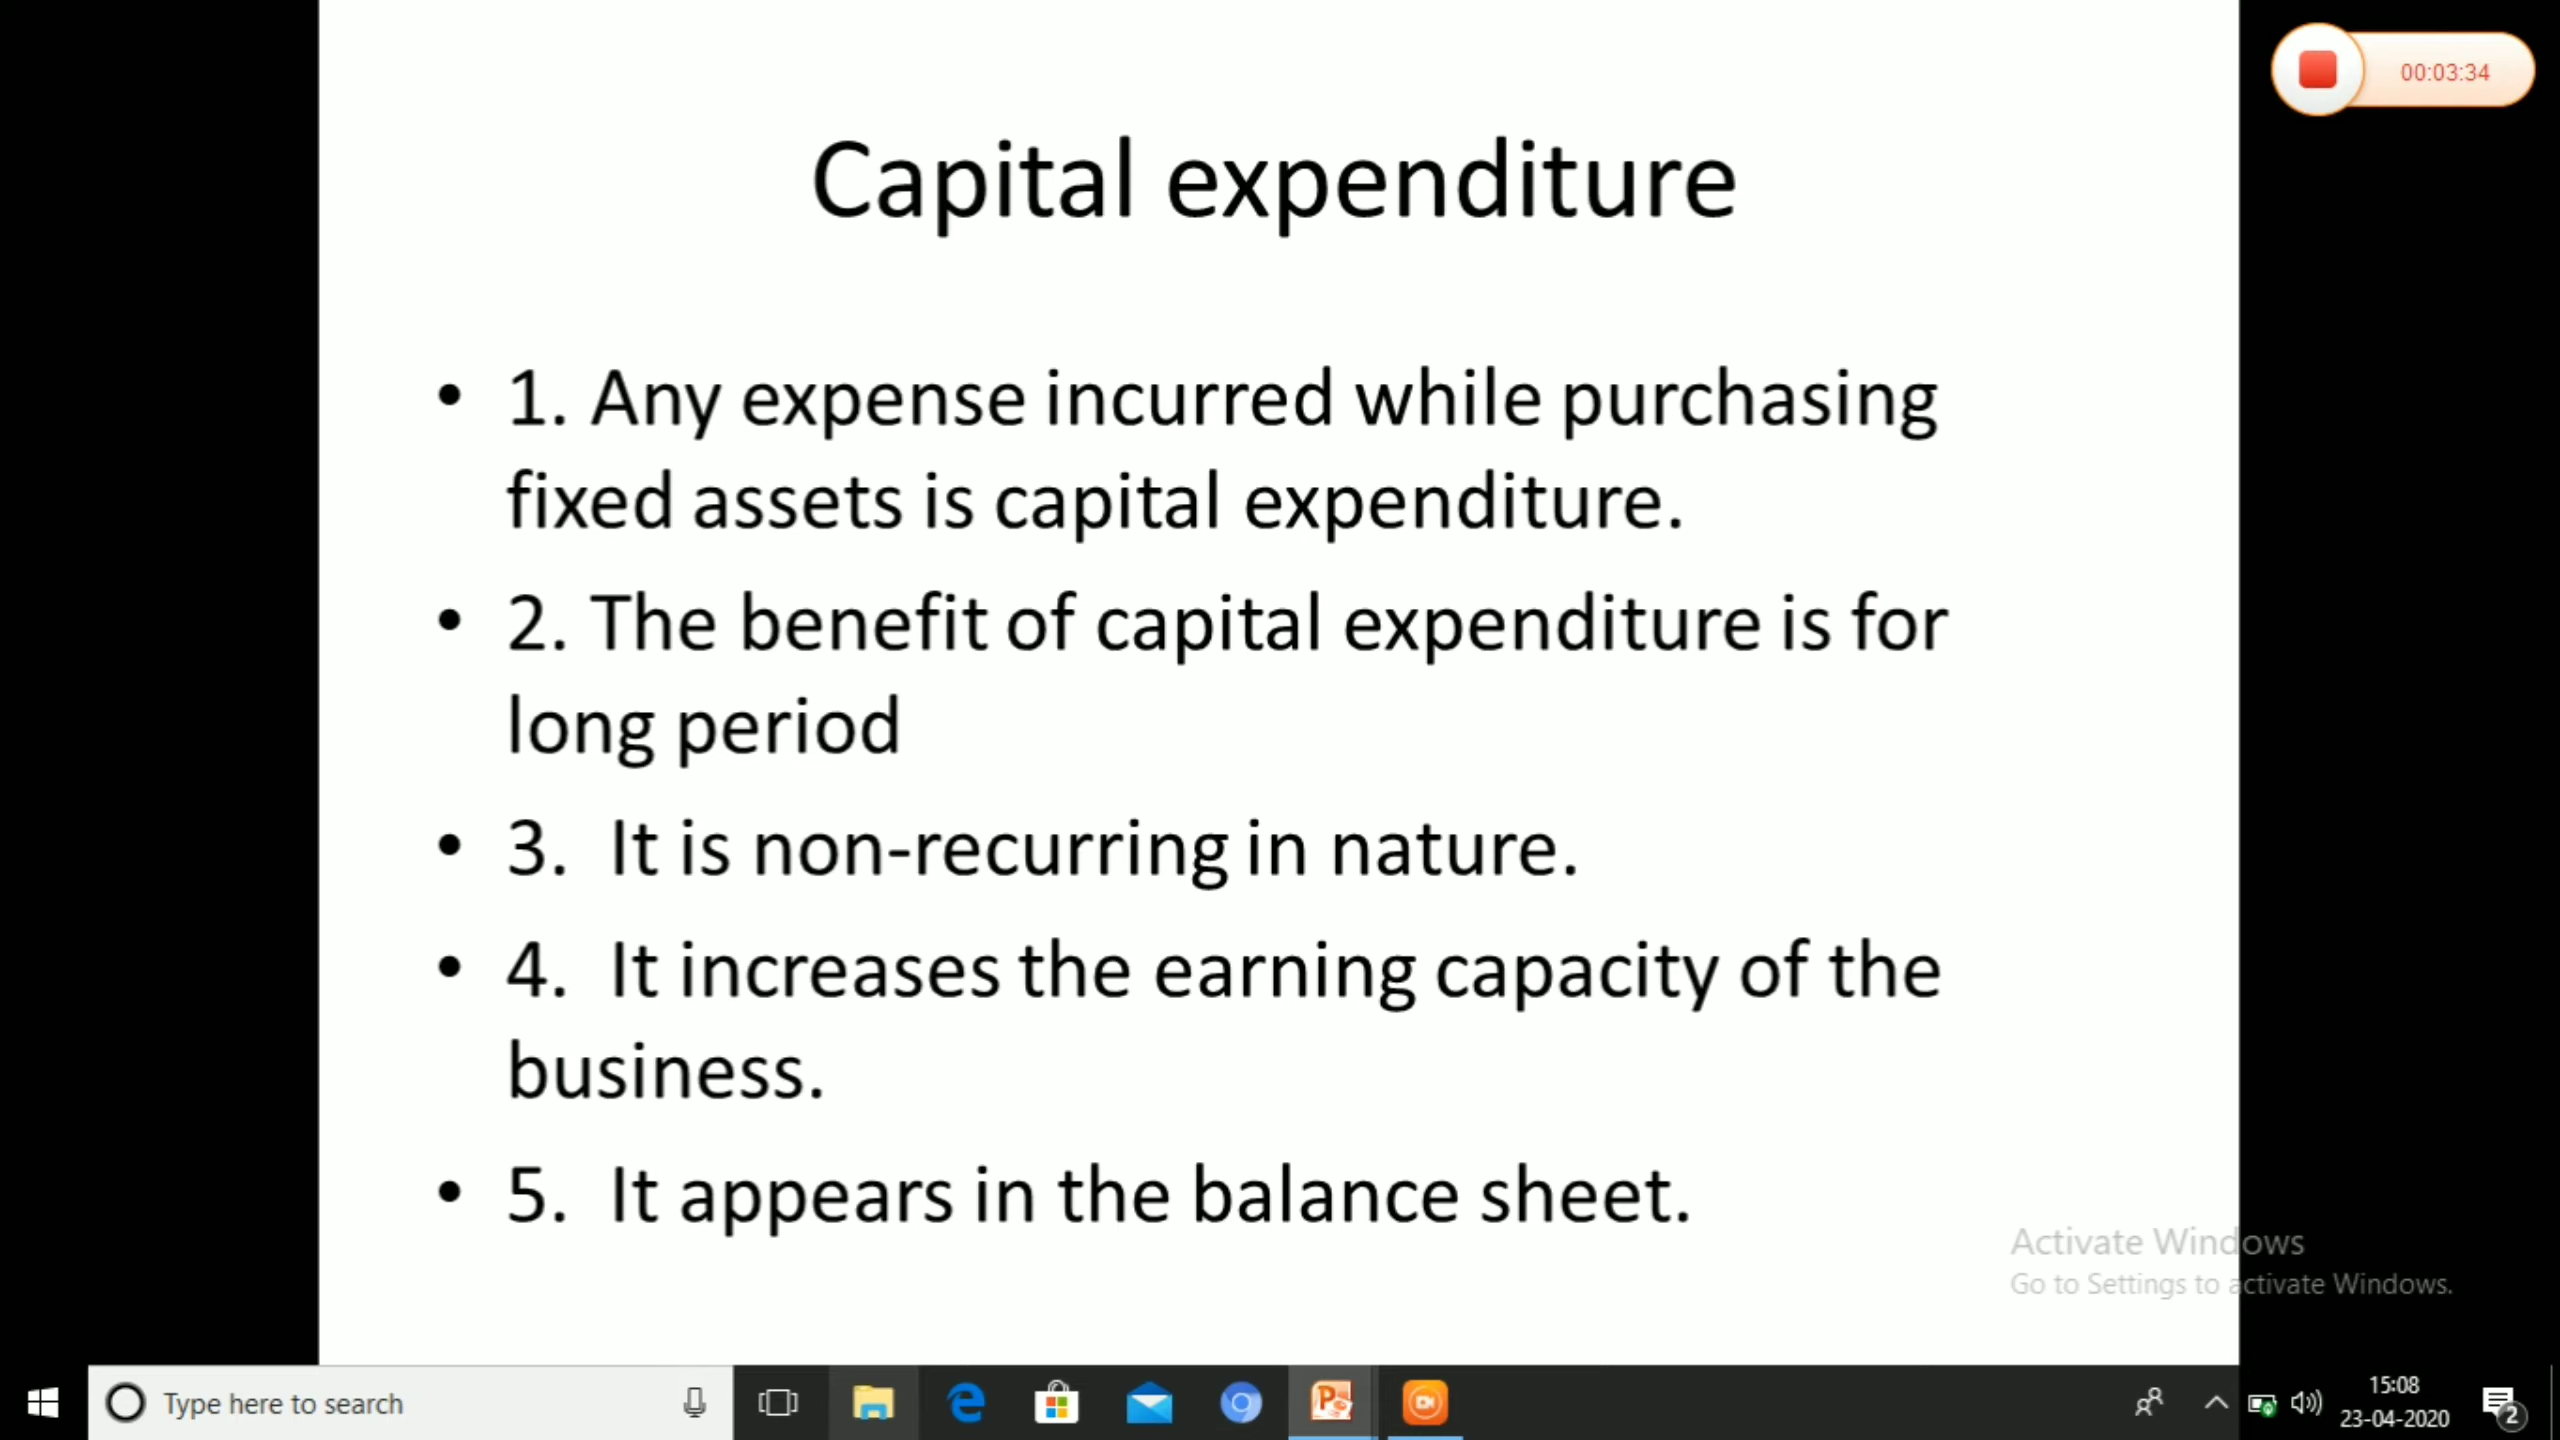 00:03:34
Capital expenditure
• 1. Any expense incurred while purchasing
fixed assets is capital expenditure.
• 2. The benefit of capital expenditure is for
long period
• 3. It is non-recurring in nature.
• 4. It increases the earning capacity of the
business.
• 5. It appears in the balance sheet.
Activate Windows
Go to Settings to activate Windows.
Type here to search
15:08
23-04-2020
2